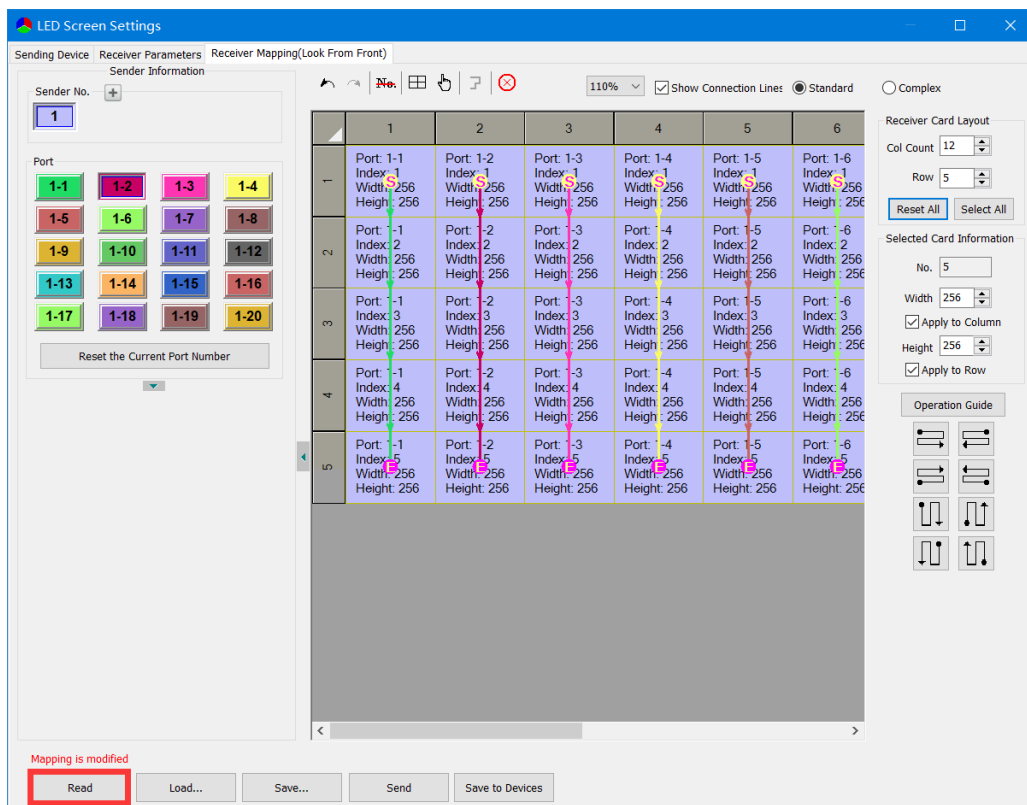 LED Screen Settings
Sending Device Receiver Parameters Receiver Mapping(Look From Front)
Sender Information
Sender No. +
1
Port
1-1 1-2 1-3 1-4
1-5 1-6 1-7 1-8
1-9 1-10 1-11 1-12
1-13 1-14 1-15 1-16
1-17 1-18 1-19 1-20
Reset the Current Port Number
No. 110% Show Connection Lines Standard Complex
1 2 3 4 5 6
1
Port: 1-1 Port: 1-2 Port: 1-3 Port: 1-4 Port: 1-5 Port: 1-6
Index: 1 Index: 1 Index: 1 Index: 1 Index: 1 Index: 1
S S S S S S
Width: 256 Width: 256 Width: 256 Width: 256 Width: 256 Width: 256
Height: 256 Height: 256 Height: 256 Height: 256 Height: 256 Height: 256
2
Port: 1-1 Port: 1-2 Port: 1-3 Port: 1-4 Port: 1-5 Port: 1-6
Index: 2 Index: 2 Index: 2 Index: 2 Index: 2 Index: 2
Width: 256 Width: 256 Width: 256 Width: 256 Width: 256 Width: 256
Height: 256 Height: 256 Height: 256 Height: 256 Height: 256 Height: 256
3
Port: 1-1 Port: 1-2 Port: 1-3 Port: 1-4 Port: 1-5 Port: 1-6
Index: 3 Index: 3 Index: 3 Index: 3 Index: 3 Index: 3
Width: 256 Width: 256 Width: 256 Width: 256 Width: 256 Width: 256
Height: 256 Height: 256 Height: 256 Height: 256 Height: 256 Height: 256
4
Port: 1-1 Port: 1-2 Port: 1-3 Port: 1-4 Port: 1-5 Port: 1-6
Index: 4 Index: 4 Index: 4 Index: 4 Index: 4 Index: 4
Width: 256 Width: 256 Width: 256 Width: 256 Width: 256 Width: 256
Height: 256 Height: 256 Height: 256 Height: 256 Height: 256 Height: 256
5
Port: 1-1 Port: 1-2 Port: 1-3 Port: 1-4 Port: 1-5 Port: 1-6
Index: 5 Index: 5 Index: 5 Index: 5 Index: 5 Index: 5
E E E E E E
Width: 256 Width: 256 Width: 256 Width: 256 Width: 256 Width: 256
Height: 256 Height: 256 Height: 256 Height: 256 Height: 256 Height: 256
Receiver Card Layout
Col Count 12
Row 5
Reset All Select All
Selected Card Information
No. 5
Width 256
Apply to Column
Height 256
Apply to Row
Operation Guide
Mapping is modified
Read Load... Save... Send Save to Devices